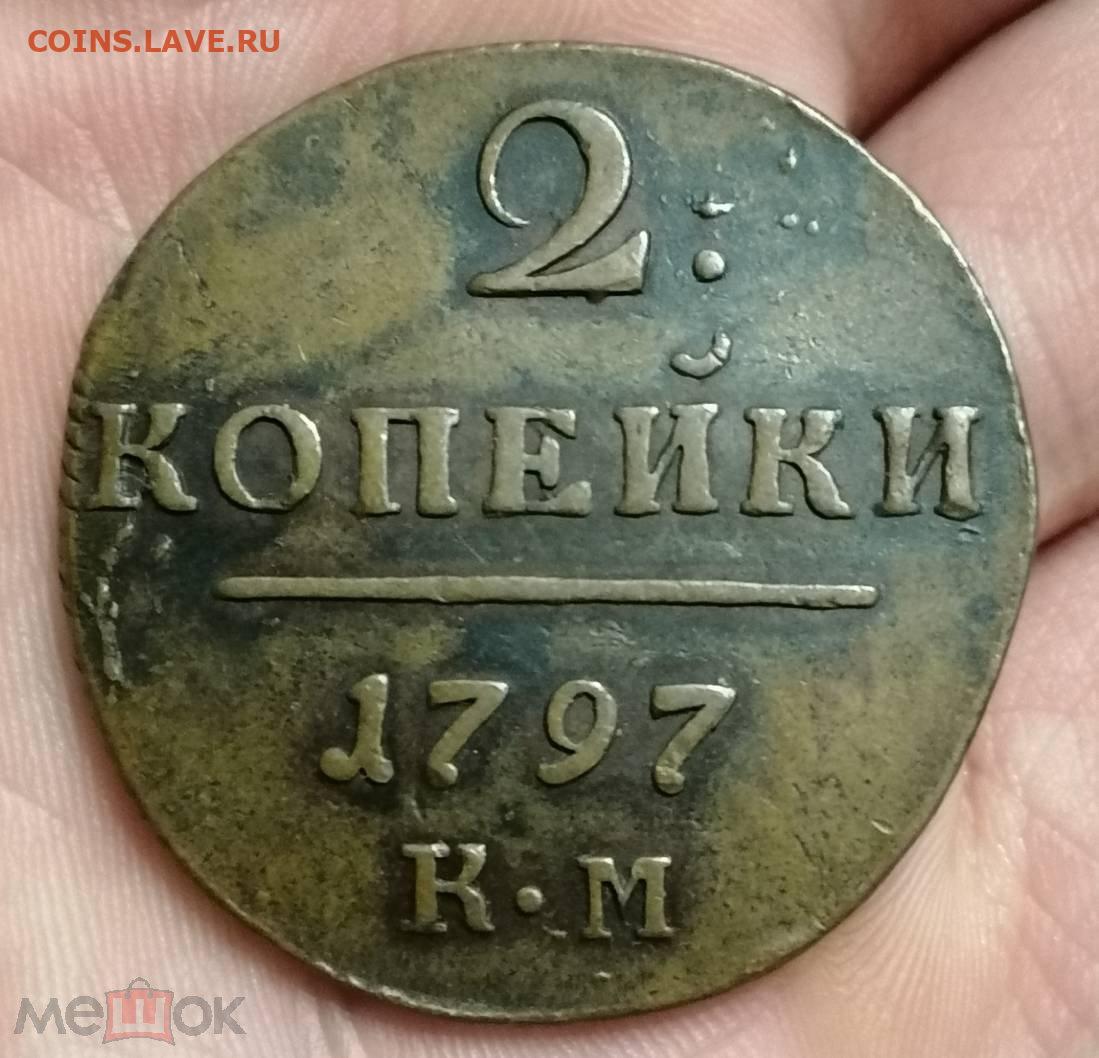 COINS.LAVE.RU
2:
КОПЕЙКИ
1797
К·М
мешок